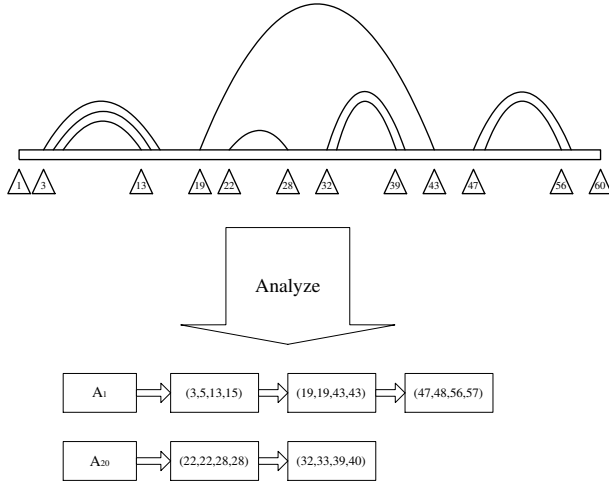 1 3 13 19 22 28 32 39 43 47 56 60
Analyze
A1 (3,5,13,15) (19,19,43,43) (47,48,56,57)
A20 (22,22,28,28) (32,33,39,40)